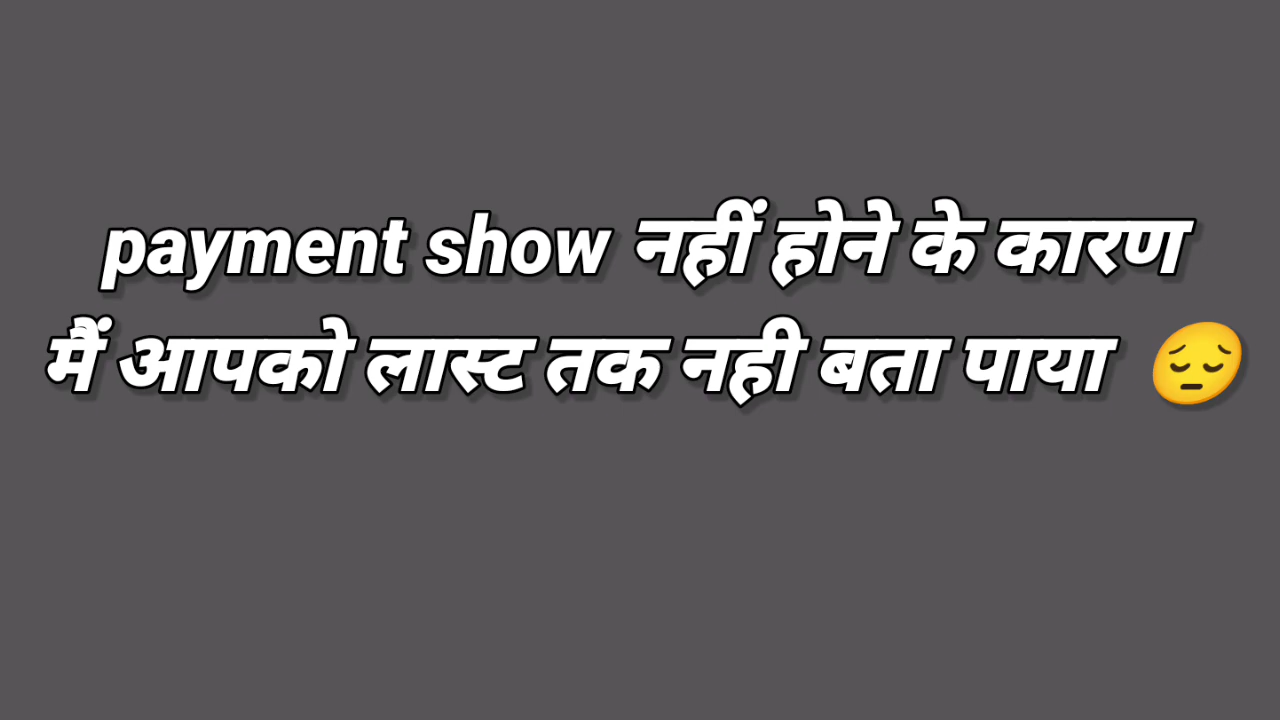 payment show नहीं होने के कारण
मैं आपको लास्ट तक नही बता पाया 😔